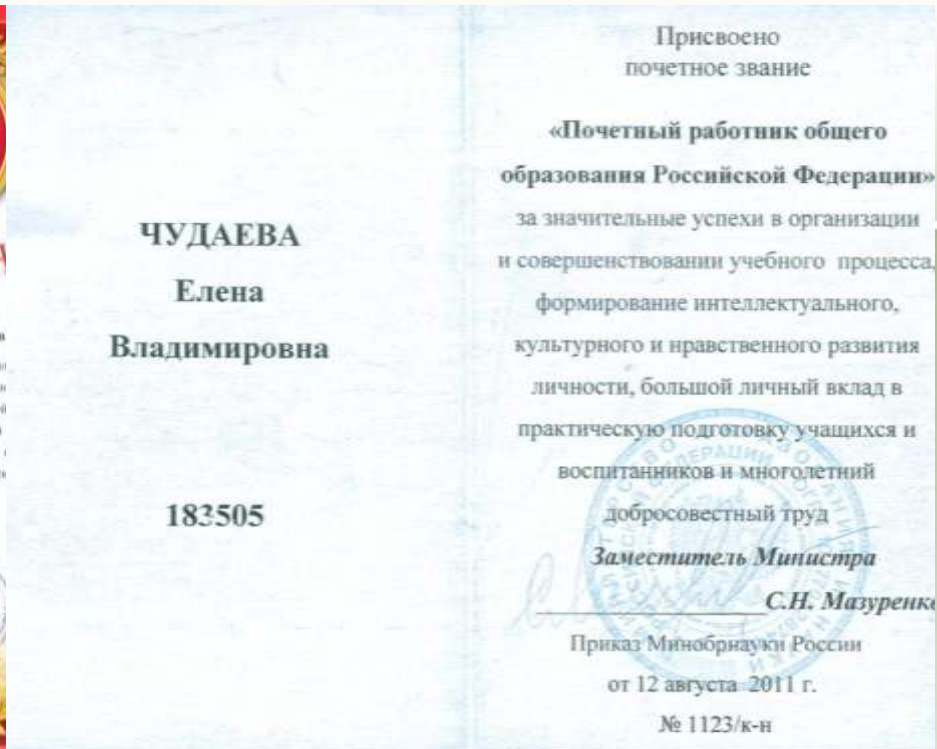 ЧУДАЕВА
Елена
Владимировна
183505
Присвоено
почетное звание
«Почетный работник общего
образования Российской Федерации»
за значительные успехи в организации
и совершенствовании учебного процесса,
формирование интеллектуального,
культурного и нравственного развития
личности, большой личный вклад в
практическую подготовку учащихся и
воспитанников и многолетний
добросовестный труд
Заместитель Министра
С.Н. Мазуренко
Приказ Минобрнауки России
от 12 августа 2011 г.
№ 1123/к-н